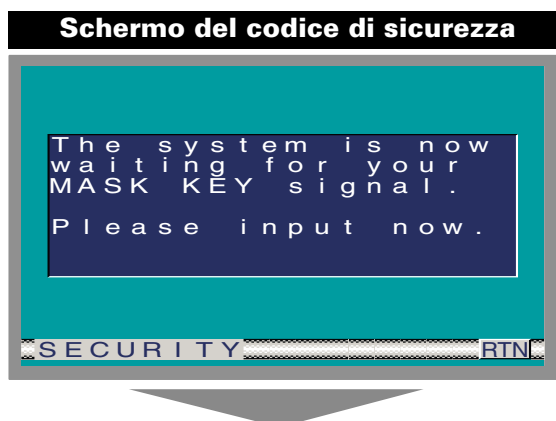 Schermo del codice di sicurezza
The system is now
waiting for your
MASK KEY signal.
Please input now.
SECURITY RTN